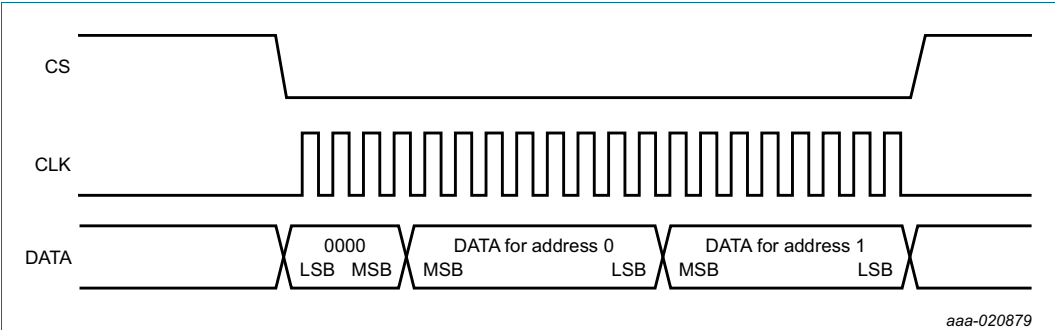 CS
CLK
DATA
0000
LSB MSB
DATA for address 0
MSB LSB
DATA for address 1
MSB LSB
aaa-020879